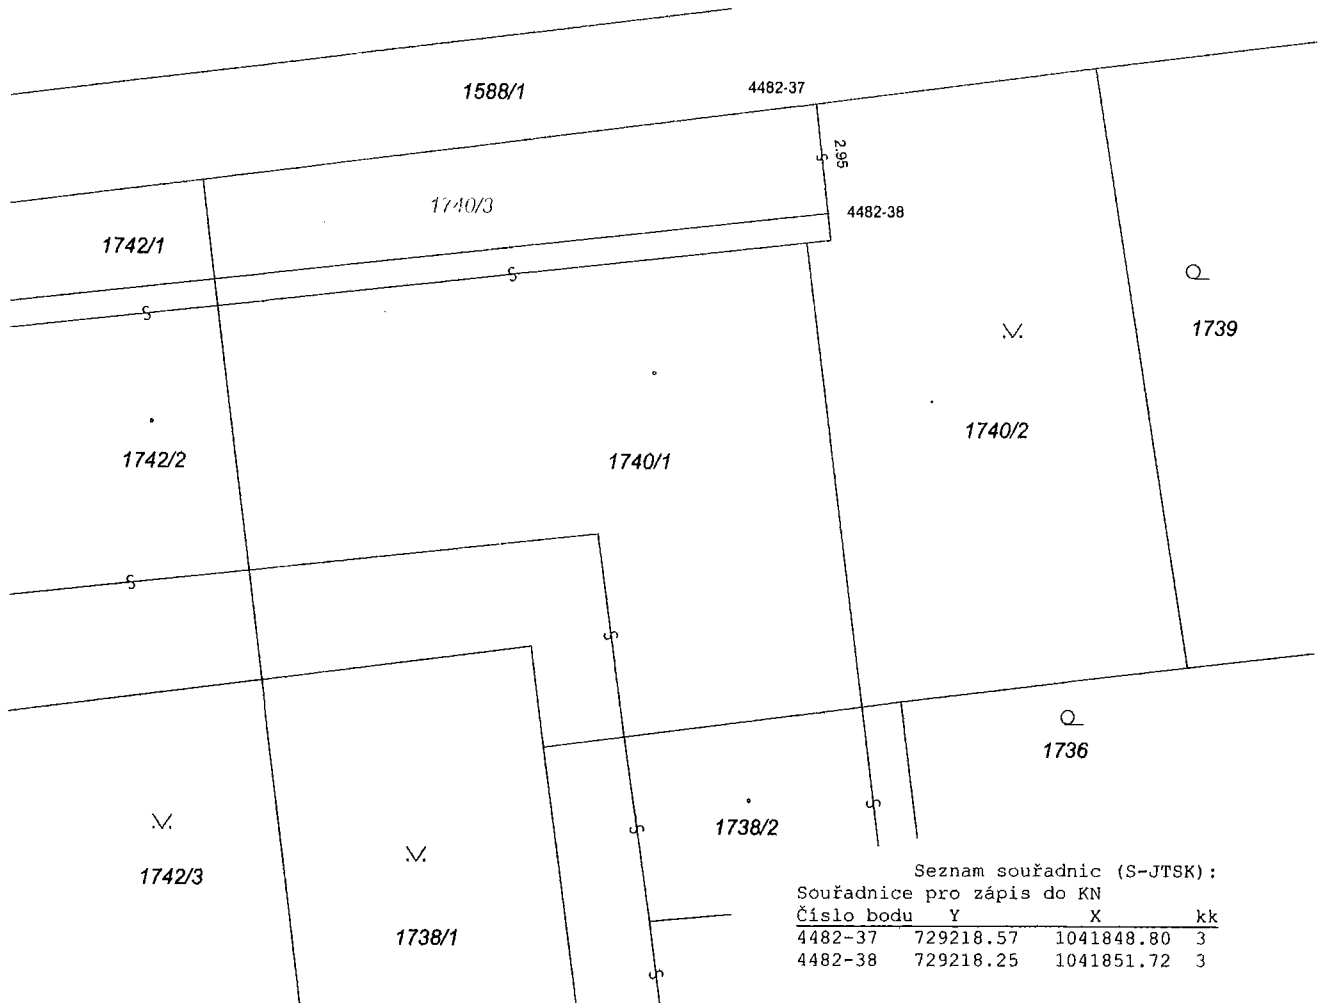 1588/1
4482-37
2.95
1740/3
4482-38
1742/1
1739
1740/2
1742/2
1740/1
1736
1738/2
1742/3
1738/1
Seznam souřadnic (S-JTSK):
Souřadnice pro zápis do KN
Číslo bodu Y X kk
4482-37 729218.57 1041848.80 3
4482-38 729218.25 1041851.72 3